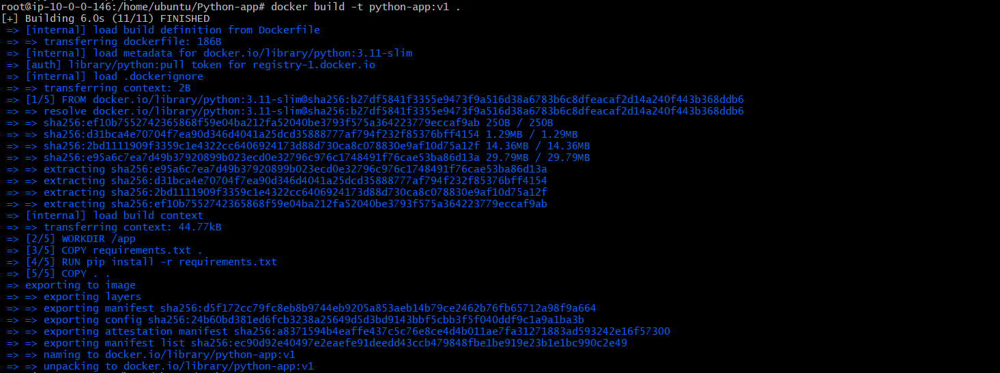 root@ip-10-0-0-146:/home/ubuntu/Python-app# docker build -t python-app:v1 .
[+] Building 6.0s (11/11) FINISHED
=> [internal] load build definition from Dockerfile
=> => transferring dockerfile: 186B
=> [internal] load metadata for docker.io/library/python:3.11-slim
=> [auth] library/python:pull token for registry-1.docker.io
=> [internal] load .dockerignore
=> => transferring context: 2B
=> [1/5] FROM docker.io/library/python:3.11-slim@sha256:b27df5841f3355e9473f9a516d38a6783b6c8dfeacaf2d14a240f443b368ddb6
=> => resolve docker.io/library/python:3.11-slim@sha256:b27df5841f3355e9473f9a516d38a6783b6c8dfeacaf2d14a240f443b368ddb6
=> => sha256:ef10b7552742365868f59e04ba212fa52040be3793f575a364223779eccaf9ab 250B / 250B
=> => sha256:d31bca4e70704f7ea90d346d4041a25dcd35888777af794f232f85376bff4154 1.29MB / 1.29MB
=> => sha256:2bd1111909f3359c1e4322cc6406924173d88d730ca8c078830e9af10d75a12f 14.36MB / 14.36MB
=> => sha256:e95a6c7ea7d49b37920899b023ecd0e32796c976c1748491f76cae53ba86d13a 29.79MB / 29.79MB
=> => extracting sha256:e95a6c7ea7d49b37920899b023ecd0e32796c976c1748491f76cae53ba86d13a
=> => extracting sha256:d31bca4e70704f7ea90d346d4041a25dcd35888777af794f232f85376bff4154
=> => extracting sha256:2bd1111909f3359c1e4322cc6406924173d88d730ca8c078830e9af10d75a12f
=> => extracting sha256:ef10b7552742365868f59e04ba212fa52040be3793f575a364223779eccaf9ab
=> [internal] load build context
=> => transferring context: 44.77kB
=> [2/5] WORKDIR /app
=> [3/5] COPY requirements.txt .
=> [4/5] RUN pip install -r requirements.txt
=> [5/5] COPY . .
=> exporting to image
=> => exporting layers
=> => exporting manifest sha256:d5f172cc79fc8eb8b9744eb9205a853aeb14b79ce2462b76fb65712a98f9a664
=> => exporting config sha256:24b60bd381ed6fcb3238a25649d5d3bd9143bbf5cbb3f5f040ddf9c1a9a1ba3b
=> => exporting attestation manifest sha256:a8371594b4eaffe437c5c76e8ce4d4b011ae7fa31271883ad593242e16f57300
=> => exporting manifest list sha256:ec90d92e40497e2eaefe91deedd43ccb479848fbe1be919e23b1e1bc990c2e49
=> => naming to docker.io/library/python-app:v1
=> => unpacking to docker.io/library/python-app:v1